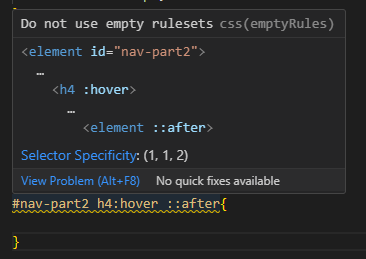 Do not use empty rulesets css(emptyRules)
<element id="nav-part2">
…
<h4 :hover>
…
<element ::after>
Selector Specificity: (1, 1, 2)
View Problem (Alt+F8) No quick fixes available
#nav-part2 h4:hover ::after{
}